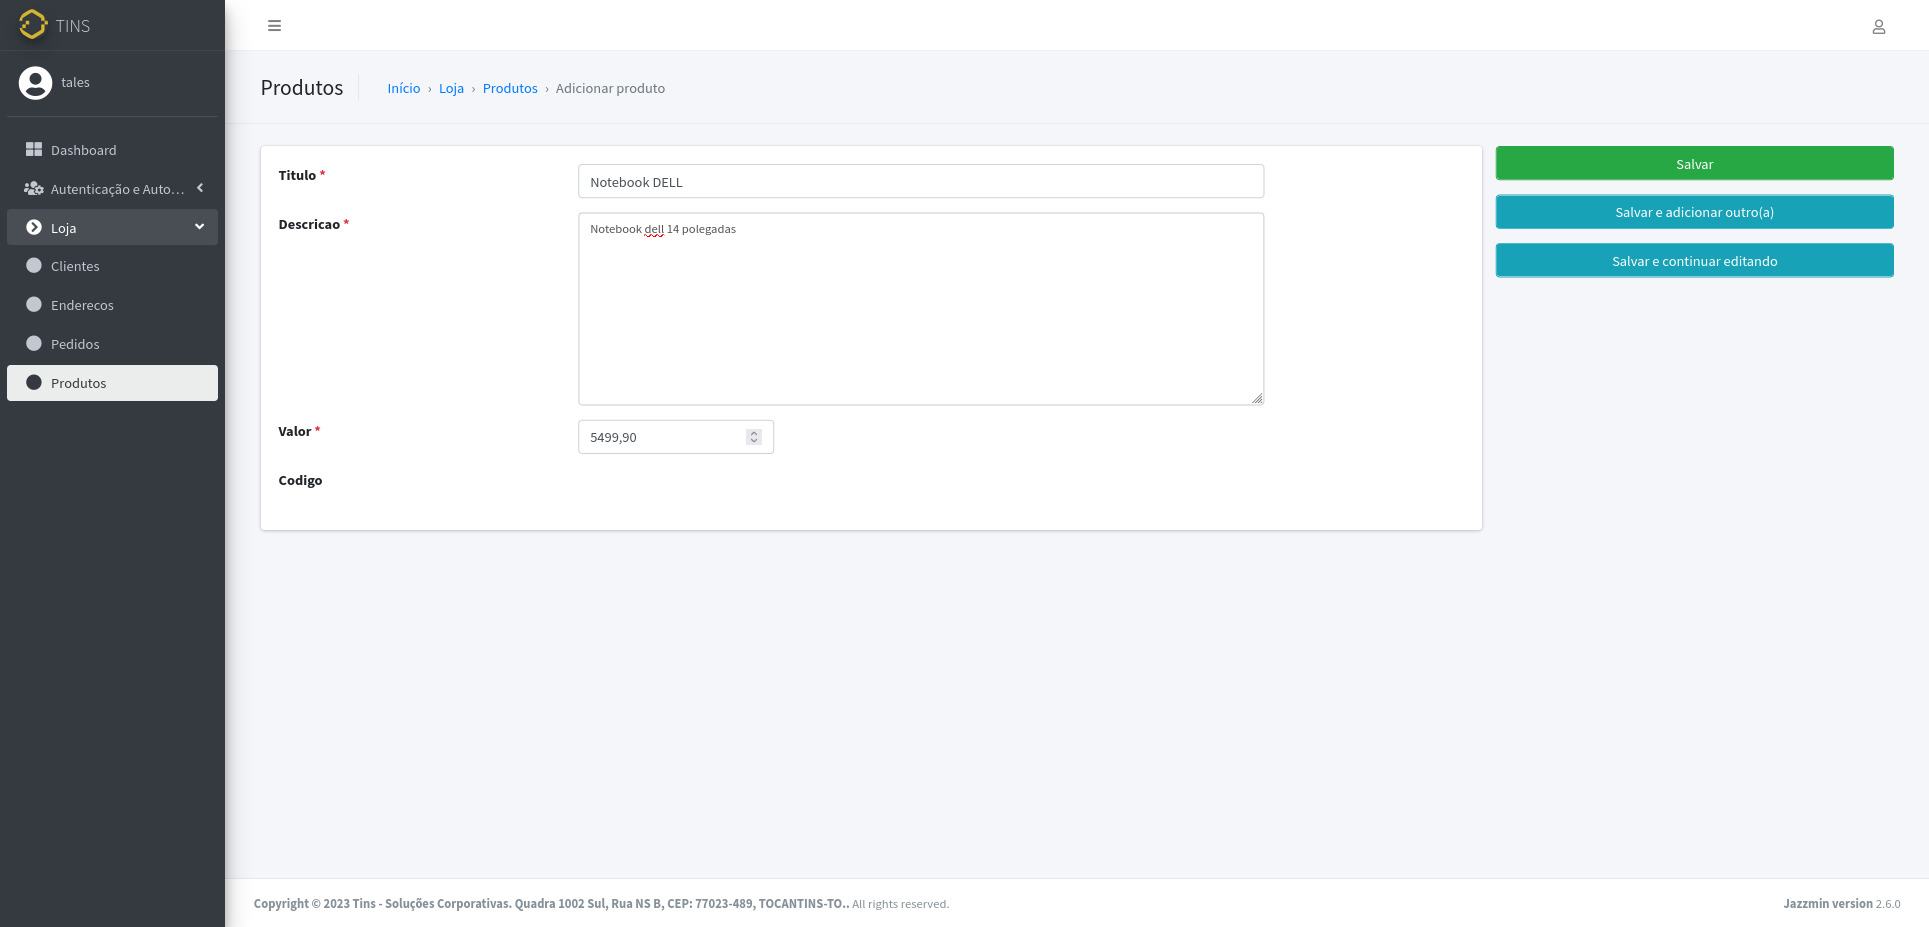 TINS
tales
Dashboard
Autenticação e Auto...
Loja
Clientes
Enderecos
Pedidos
Produtos
Produtos
Início › Loja › Produtos › Adicionar produto
Titulo *
Notebook DELL
Descricao *
Notebook dell 14 polegadas
Valor *
5499,90
Codigo
Salvar
Salvar e adicionar outro(a)
Salvar e continuar editando
Copyright © 2023 Tins - Soluções Corporativas. Quadra 1002 Sul, Rua NS B, CEP: 77023-489, TOCANTINS-TO.. All rights reserved.
Jazzmin version 2.6.0